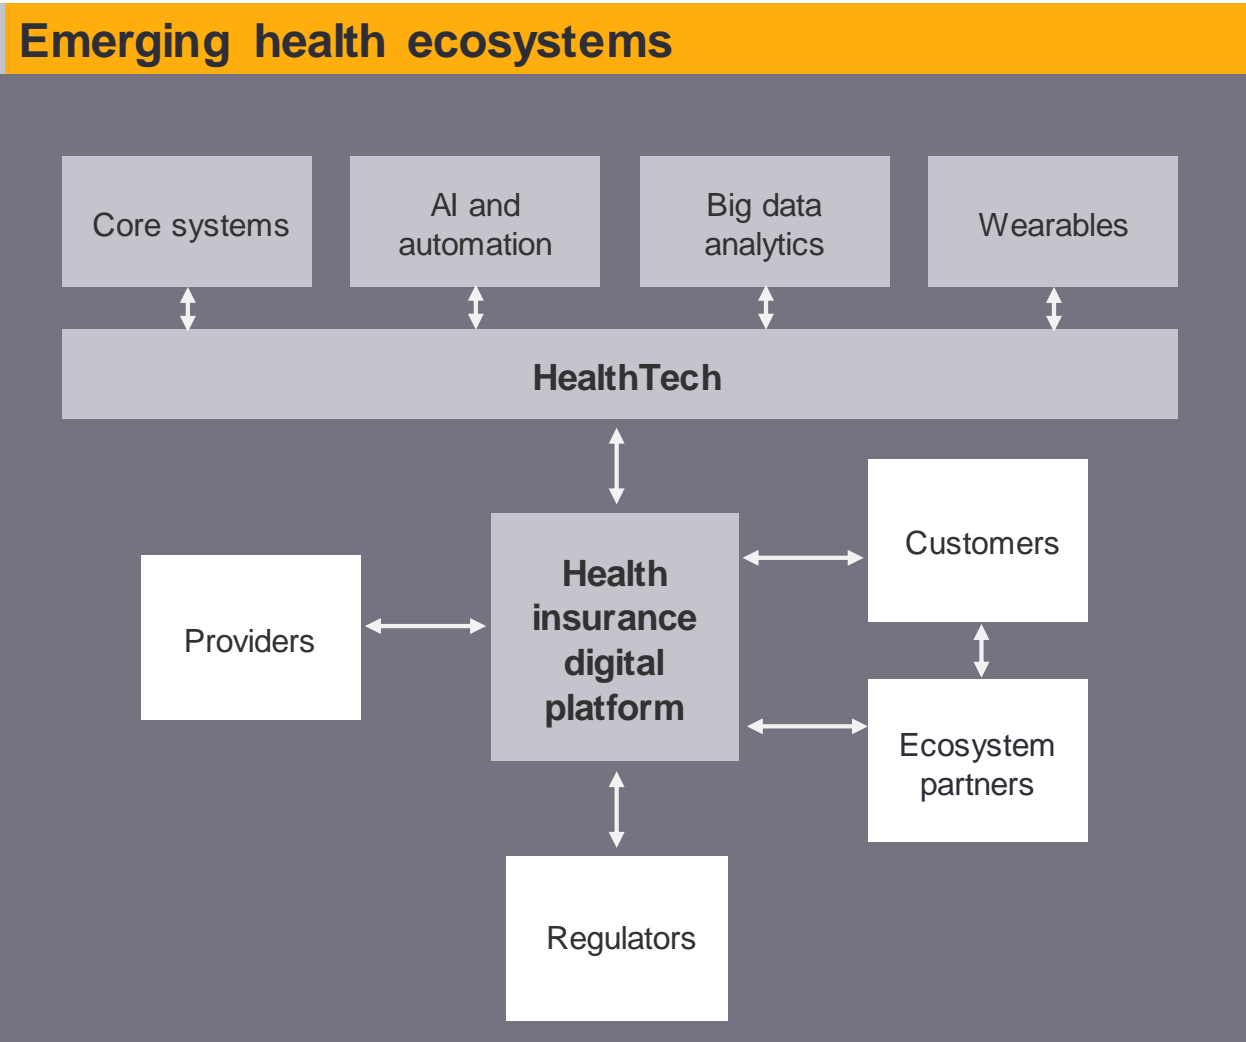 Emerging health ecosystems
Core systems
AI and
automation
Big data
analytics
Wearables
HealthTech
Customers
Health
insurance
digital
platform
Providers
Ecosystem
partners
Regulators